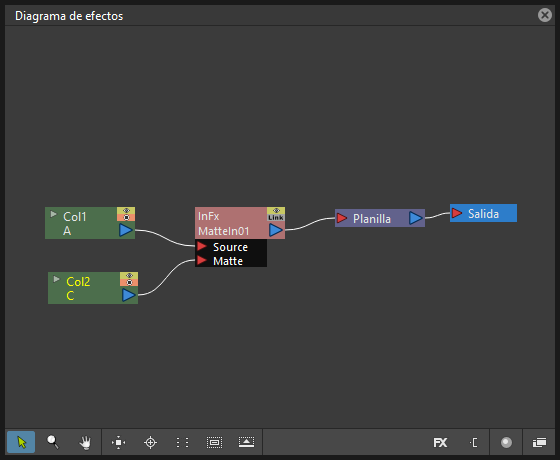 Diagrama de efectos
Col1
A
InFx
Link
MatteIn01
Source
Matte
Planilla
Salida
Col2
C
FX